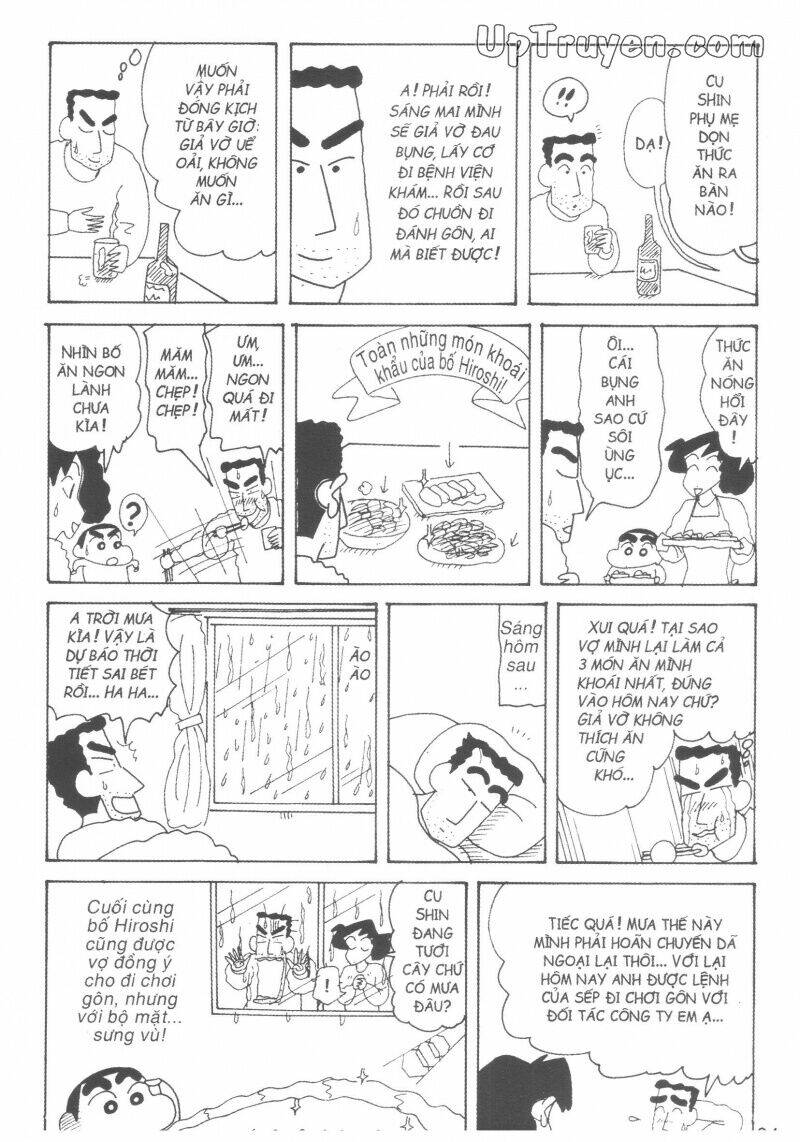 UpTruyen.com
CU
SHIN
PHỤ MẸ
DỌN
THỨC
ĂN RA
BÀN
NÀO!
DẠ!
!!
A! PHẢI RỒI!
SÁNG MAI MÌNH
SẼ GIẢ VỜ ĐAU
BỤNG, LẤY CỚ
ĐI BỆNH VIỆN
KHÁM... RỒI SAU
ĐÓ CHUỒN ĐI
ĐÁNH GÔN, AI
MÀ BIẾT ĐƯỢC!
MUỐN
VẬY PHẢI
ĐÓNG KỊCH
TỪ BÂY GIỜ:
GIẢ VỜ UỂ
OẢI, KHÔNG
MUỐN
ĂN GÌ...
THỨC
ĂN
NÓNG
HỔI
ĐÂY!
ÔI...
CÁI
BỤNG
ANH
SAO CỨ
SÔI
ÙNG
ỤC...
Toàn những món khoái
khẩu của bố Hiroshi!
ƯM,
ƯM...
NGON
QUÁ ĐI
MẤT!
MĂM
MĂM...
CHẸP!
CHẸP!
NHÌN BỐ
ĂN NGON
LÀNH
CHƯA
KÌA!
?
XUI QUÁ! TẠI SAO
VỢ MÌNH LẠI LÀM CẢ
3 MÓN ĂN MÌNH
KHOÁI NHẤT, ĐÚNG
VÀO HÔM NAY CHỨ?
GIẢ VỜ KHÔNG
THÍCH ĂN
CŨNG
KHÓ...
Sáng
hôm
sau
...
ÀO
ÀO
A TRỜI MƯA
KÌA! VẬY LÀ
DỰ BÁO THỜI
TIẾT SAI BÉT
RỒI... HA HA...
TIẾC QUÁ! MƯA THẾ NÀY
MÌNH PHẢI HOÃN CHUYẾN DÃ
NGOẠI LẠI THÔI... VỚI LẠI
HÔM NAY ANH ĐƯỢC LỆNH
CỦA SẾP ĐI CHƠI GÔN VỚI
ĐỐI TÁC CÔNG TY EM Ạ...
CU
SHIN
ĐANG
TƯỚI
CÂY CHỨ
CÓ MƯA
ĐÂU?
!
Cuối cùng
bố Hiroshi
cũng được
vợ đồng ý
cho đi chơi
gôn, nhưng
với bộ mặt...
sưng vù!